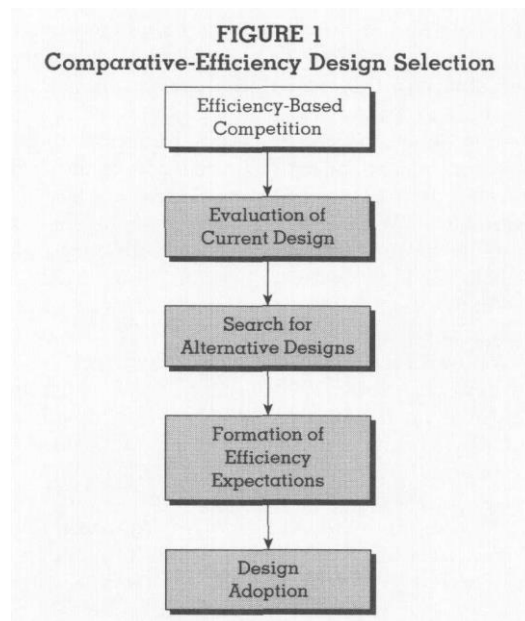 FIGURE 1
Comparative-Efficiency Design Selection
Efficiency-Based
Competition
Evaluation of
Current Design
Search for
Alternative Designs
Formation of
Efficiency
Expectations
Design
Adoption